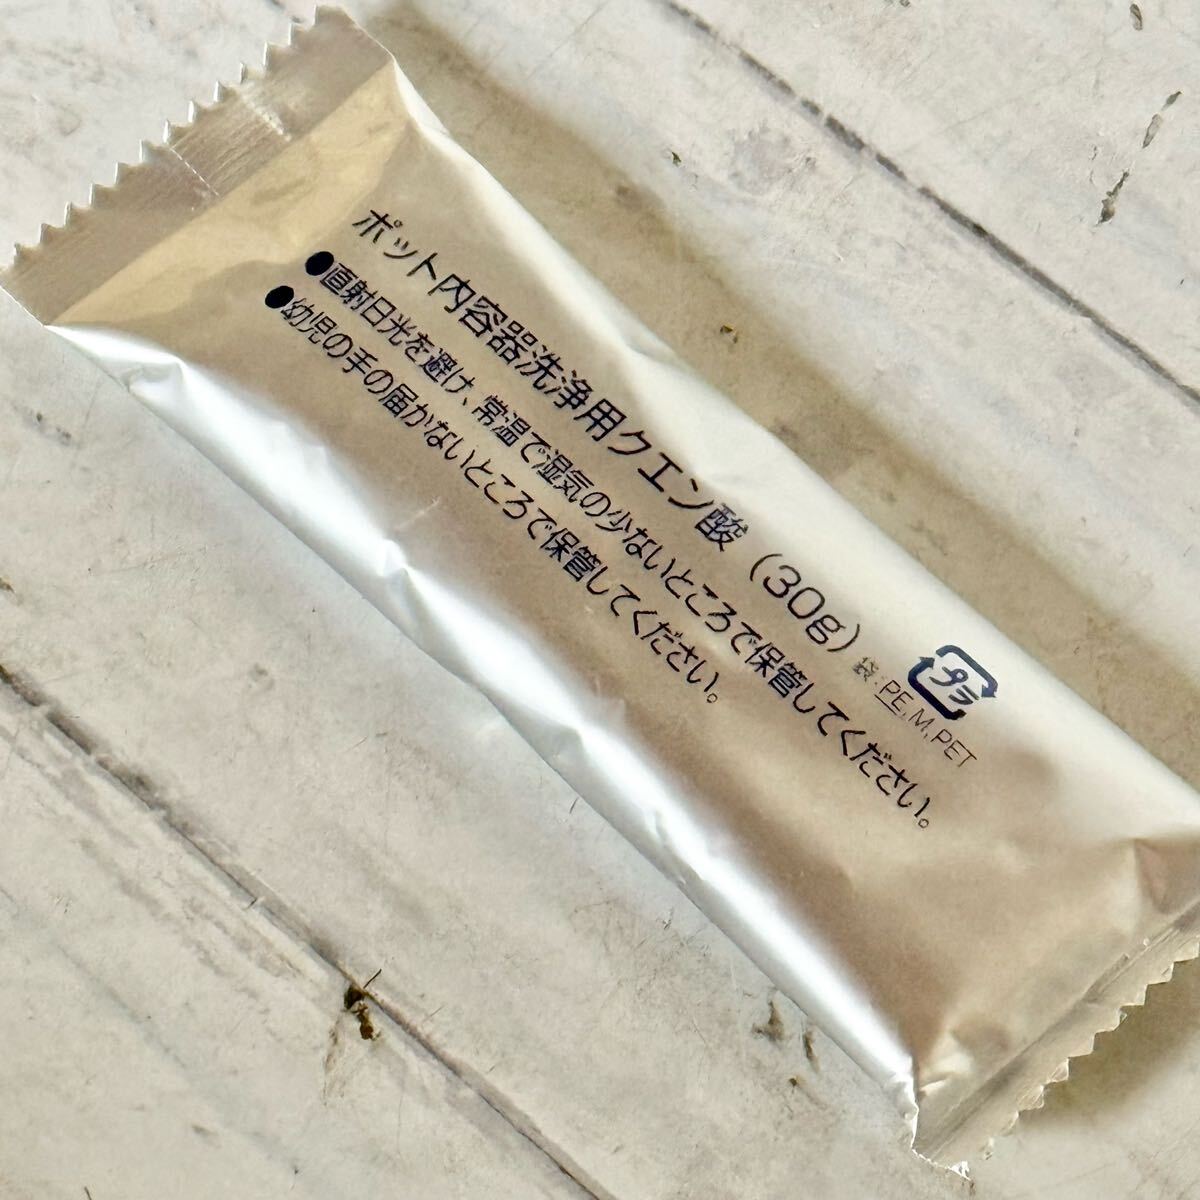 ポット内容器洗浄用クエン酸（30g）
●直射日光を避け、常温で湿気の少ないところで保管してください。
●幼児の手の届かないところで保管してください。
プラ
袋：PE,M,PET